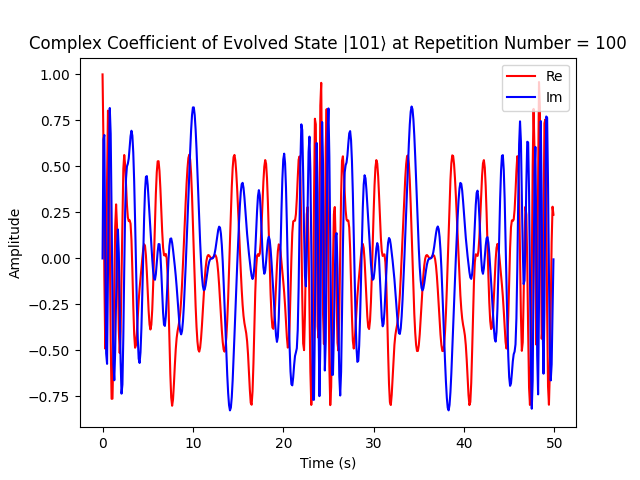 Complex Coefficient of Evolved State |101⟩ at Repetition Number = 100
Re
Im
1.00
0.75
0.50
0.25
0.00
−0.25
−0.50
−0.75
Amplitude
0 10 20 30 40 50
Time (s)